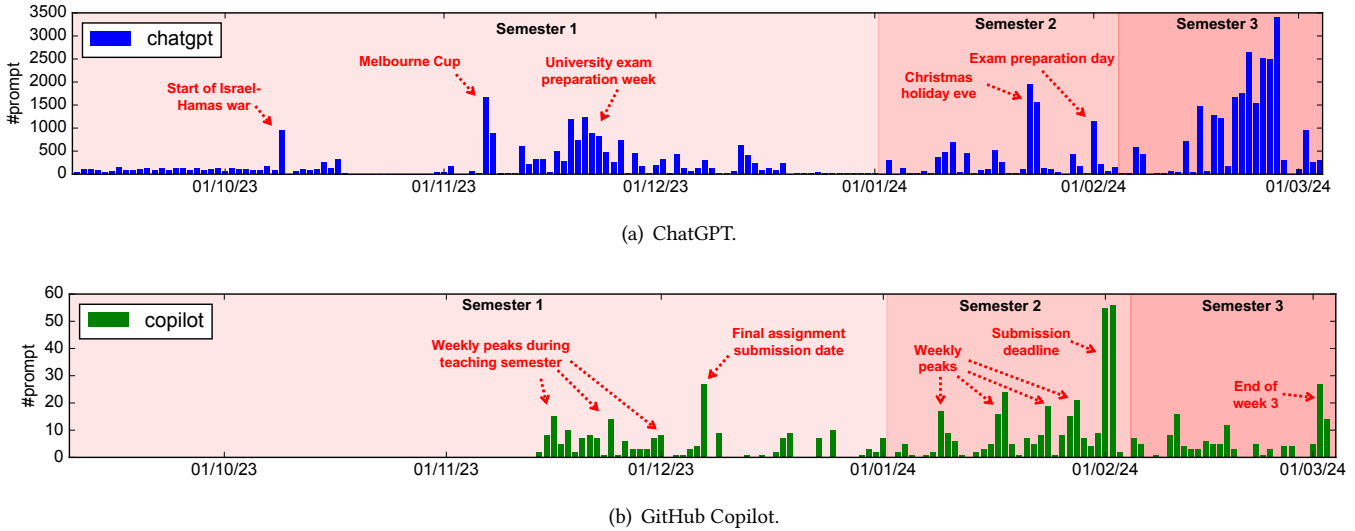 3500
3000
2500
2000
1500
1000
500
0
#prompt
chatgpt
Semester 1
Semester 2
Semester 3
Start of Israel-
Hamas war
Melbourne Cup
University exam
preparation week
Christmas
holiday eve
Exam preparation day
01/10/23
01/11/23
01/12/23
01/01/24
01/02/24
01/03/24
(a) ChatGPT.
60
50
40
30
20
10
0
#prompt
copilot
Semester 1
Semester 2
Semester 3
Weekly peaks during
teaching semester
Final assignment
submission date
Weekly
peaks
Submission
deadline
End of
week 3
01/10/23
01/11/23
01/12/23
01/01/24
01/02/24
01/03/24
(b) GitHub Copilot.